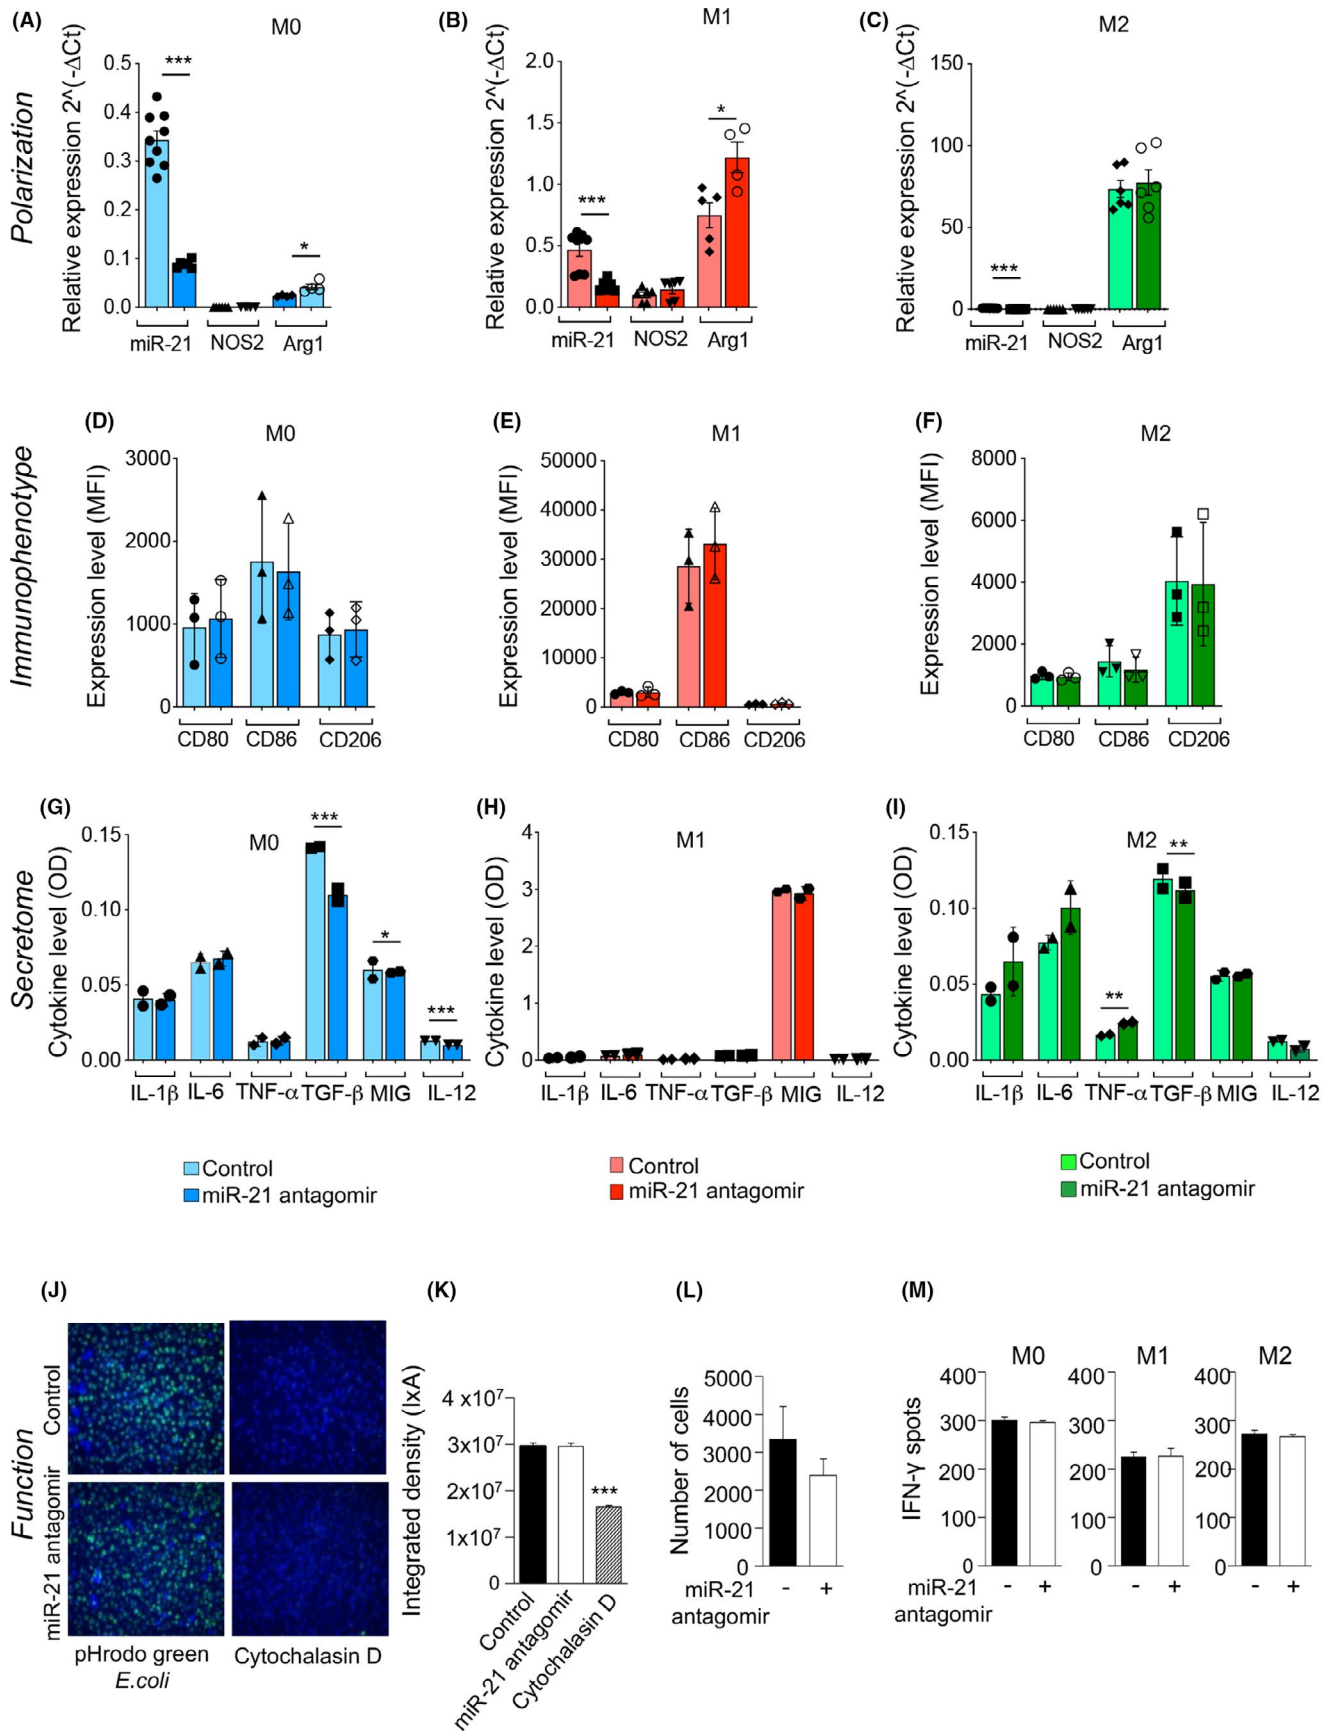 (A)
M0
Polarization
Relative expression 2^(-ΔCt)
0.5
0.4
0.3
0.2
0.1
0.0
***
*
miR-21 NOS2 Arg1
(B)
M1
Relative expression 2^(-ΔCt)
2.0
1.5
1.0
0.5
0.0
***
*
miR-21 NOS2 Arg1
(C)
M2
Relative expression 2^(-ΔCt)
150
100
50
0
***
miR-21 NOS2 Arg1
Immunophenotype
(D)
M0
Expression level (MFI)
3000
2000
1000
0
CD80 CD86 CD206
(E)
M1
Expression level (MFI)
50000
40000
30000
20000
10000
0
CD80 CD86 CD206
(F)
M2
Expression level (MFI)
8000
6000
4000
2000
0
CD80 CD86 CD206
Secretome
(G)
M0
Cytokine level (OD)
0.15
0.10
0.05
0.00
***
*
***
IL-1β IL-6 TNF-α TGF-β MIG IL-12
(H)
M1
Cytokine level (OD)
4
3
2
1
0
IL-1β IL-6 TNF-α TGF-β MIG IL-12
(I)
M2
Cytokine level (OD)
0.15
0.10
0.05
0.00
**
**
IL-1β IL-6 TNF-α TGF-β MIG IL-12
Control
miR-21 antagomir
Control
miR-21 antagomir
Control
miR-21 antagomir
Function
(J)
Control
miR-21 antagomir
pHrodo green
E.coli
Cytochalasin D
(K)
Integrated density (IxA)
4 x10⁷
3x10⁷
2x10⁷
1x10⁷
0
***
Control
miR-21 antagomir
Cytochalasin D
(L)
Number of cells
5000
4000
3000
2000
1000
0
miR-21
antagomir
- +
(M)
M0
IFN-γ spots
400
300
200
100
0
miR-21
antagomir
- +
M1
400
300
200
100
0
- +
M2
400
300
200
100
0
- +